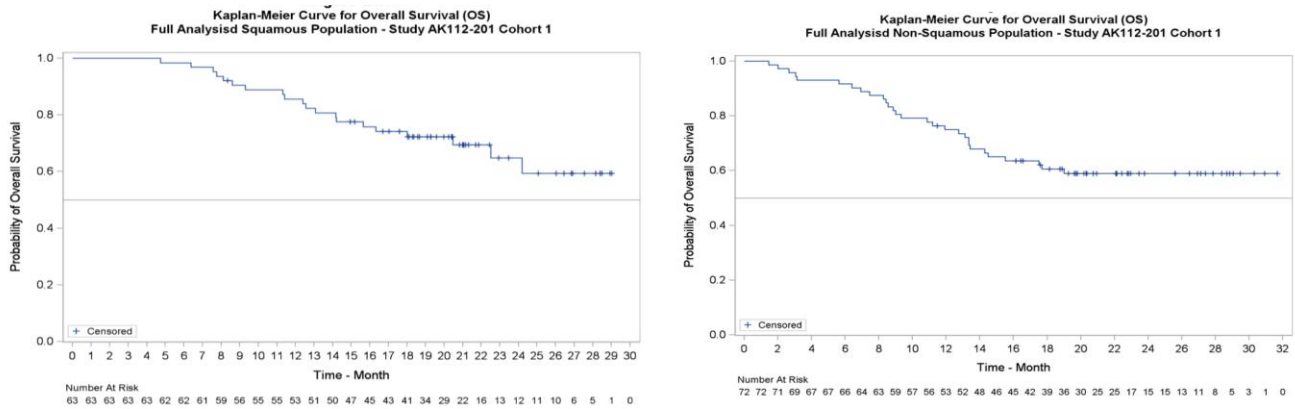 Kaplan-Meier Curve for Overall Survival (OS)
Full Analysisd Squamous Population - Study AK112-201 Cohort 1
1.0
0.8
0.6
0.4
0.2
0.0
Probability of Overall Survival
+ Censored
0 1 2 3 4 5 6 7 8 9 10 11 12 13 14 15 16 17 18 19 20 21 22 23 24 25 26 27 28 29 30
Time - Month
Number At Risk
63 63 63 63 63 62 62 61 59 56 55 55 53 51 50 47 45 43 41 34 29 22 16 13 12 11 10 6 5 1 0
Kaplan-Meier Curve for Overall Survival (OS)
Full Analysisd Non-Squamous Population - Study AK112-201 Cohort 1
1.0
0.8
0.6
0.4
0.2
0.0
Probability of Overall Survival
+ Censored
0 2 4 6 8 10 12 14 16 18 20 22 24 26 28 30 32
Time - Month
Number At Risk
72 72 71 69 67 67 66 64 63 59 57 56 53 52 48 46 45 42 39 36 30 25 25 17 15 15 13 11 8 5 3 1 0